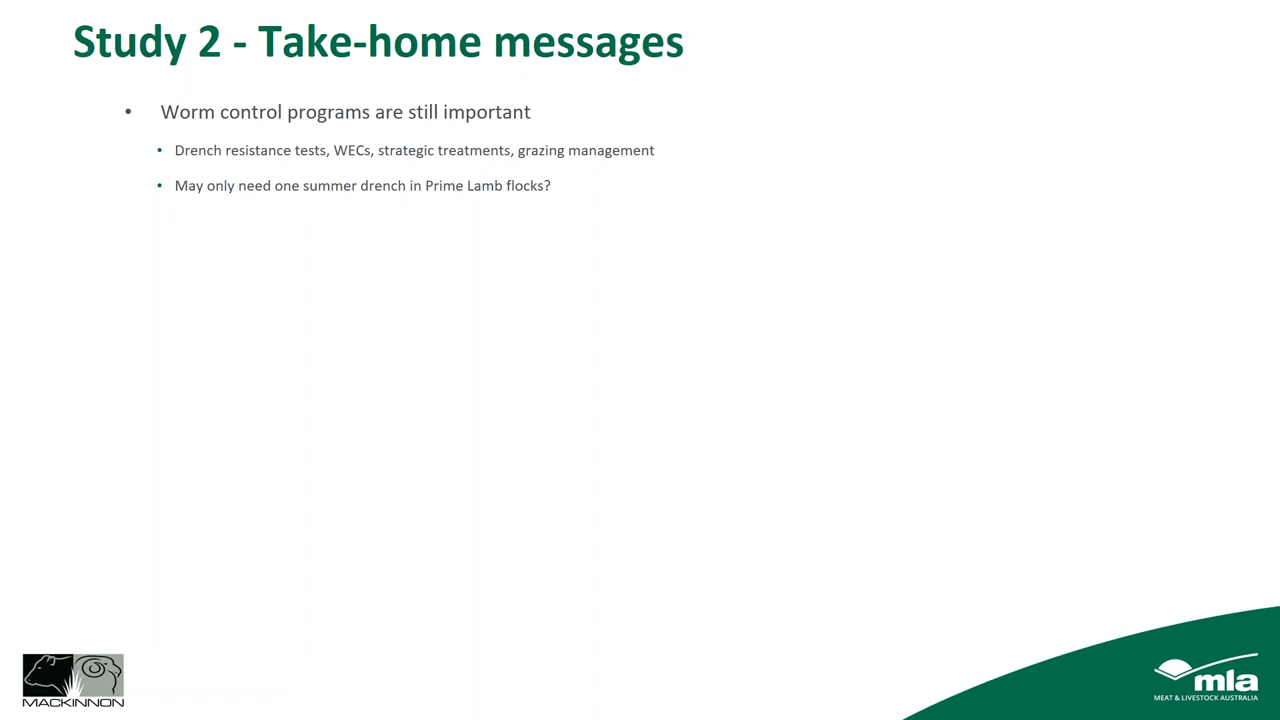 Study 2 - Take-home messages
• Worm control programs are still important
• Drench resistance tests, WECs, strategic treatments, grazing management
• May only need one summer drench in Prime Lamb flocks?
MACKINNON
mla
MEAT & LIVESTOCK AUSTRALIA